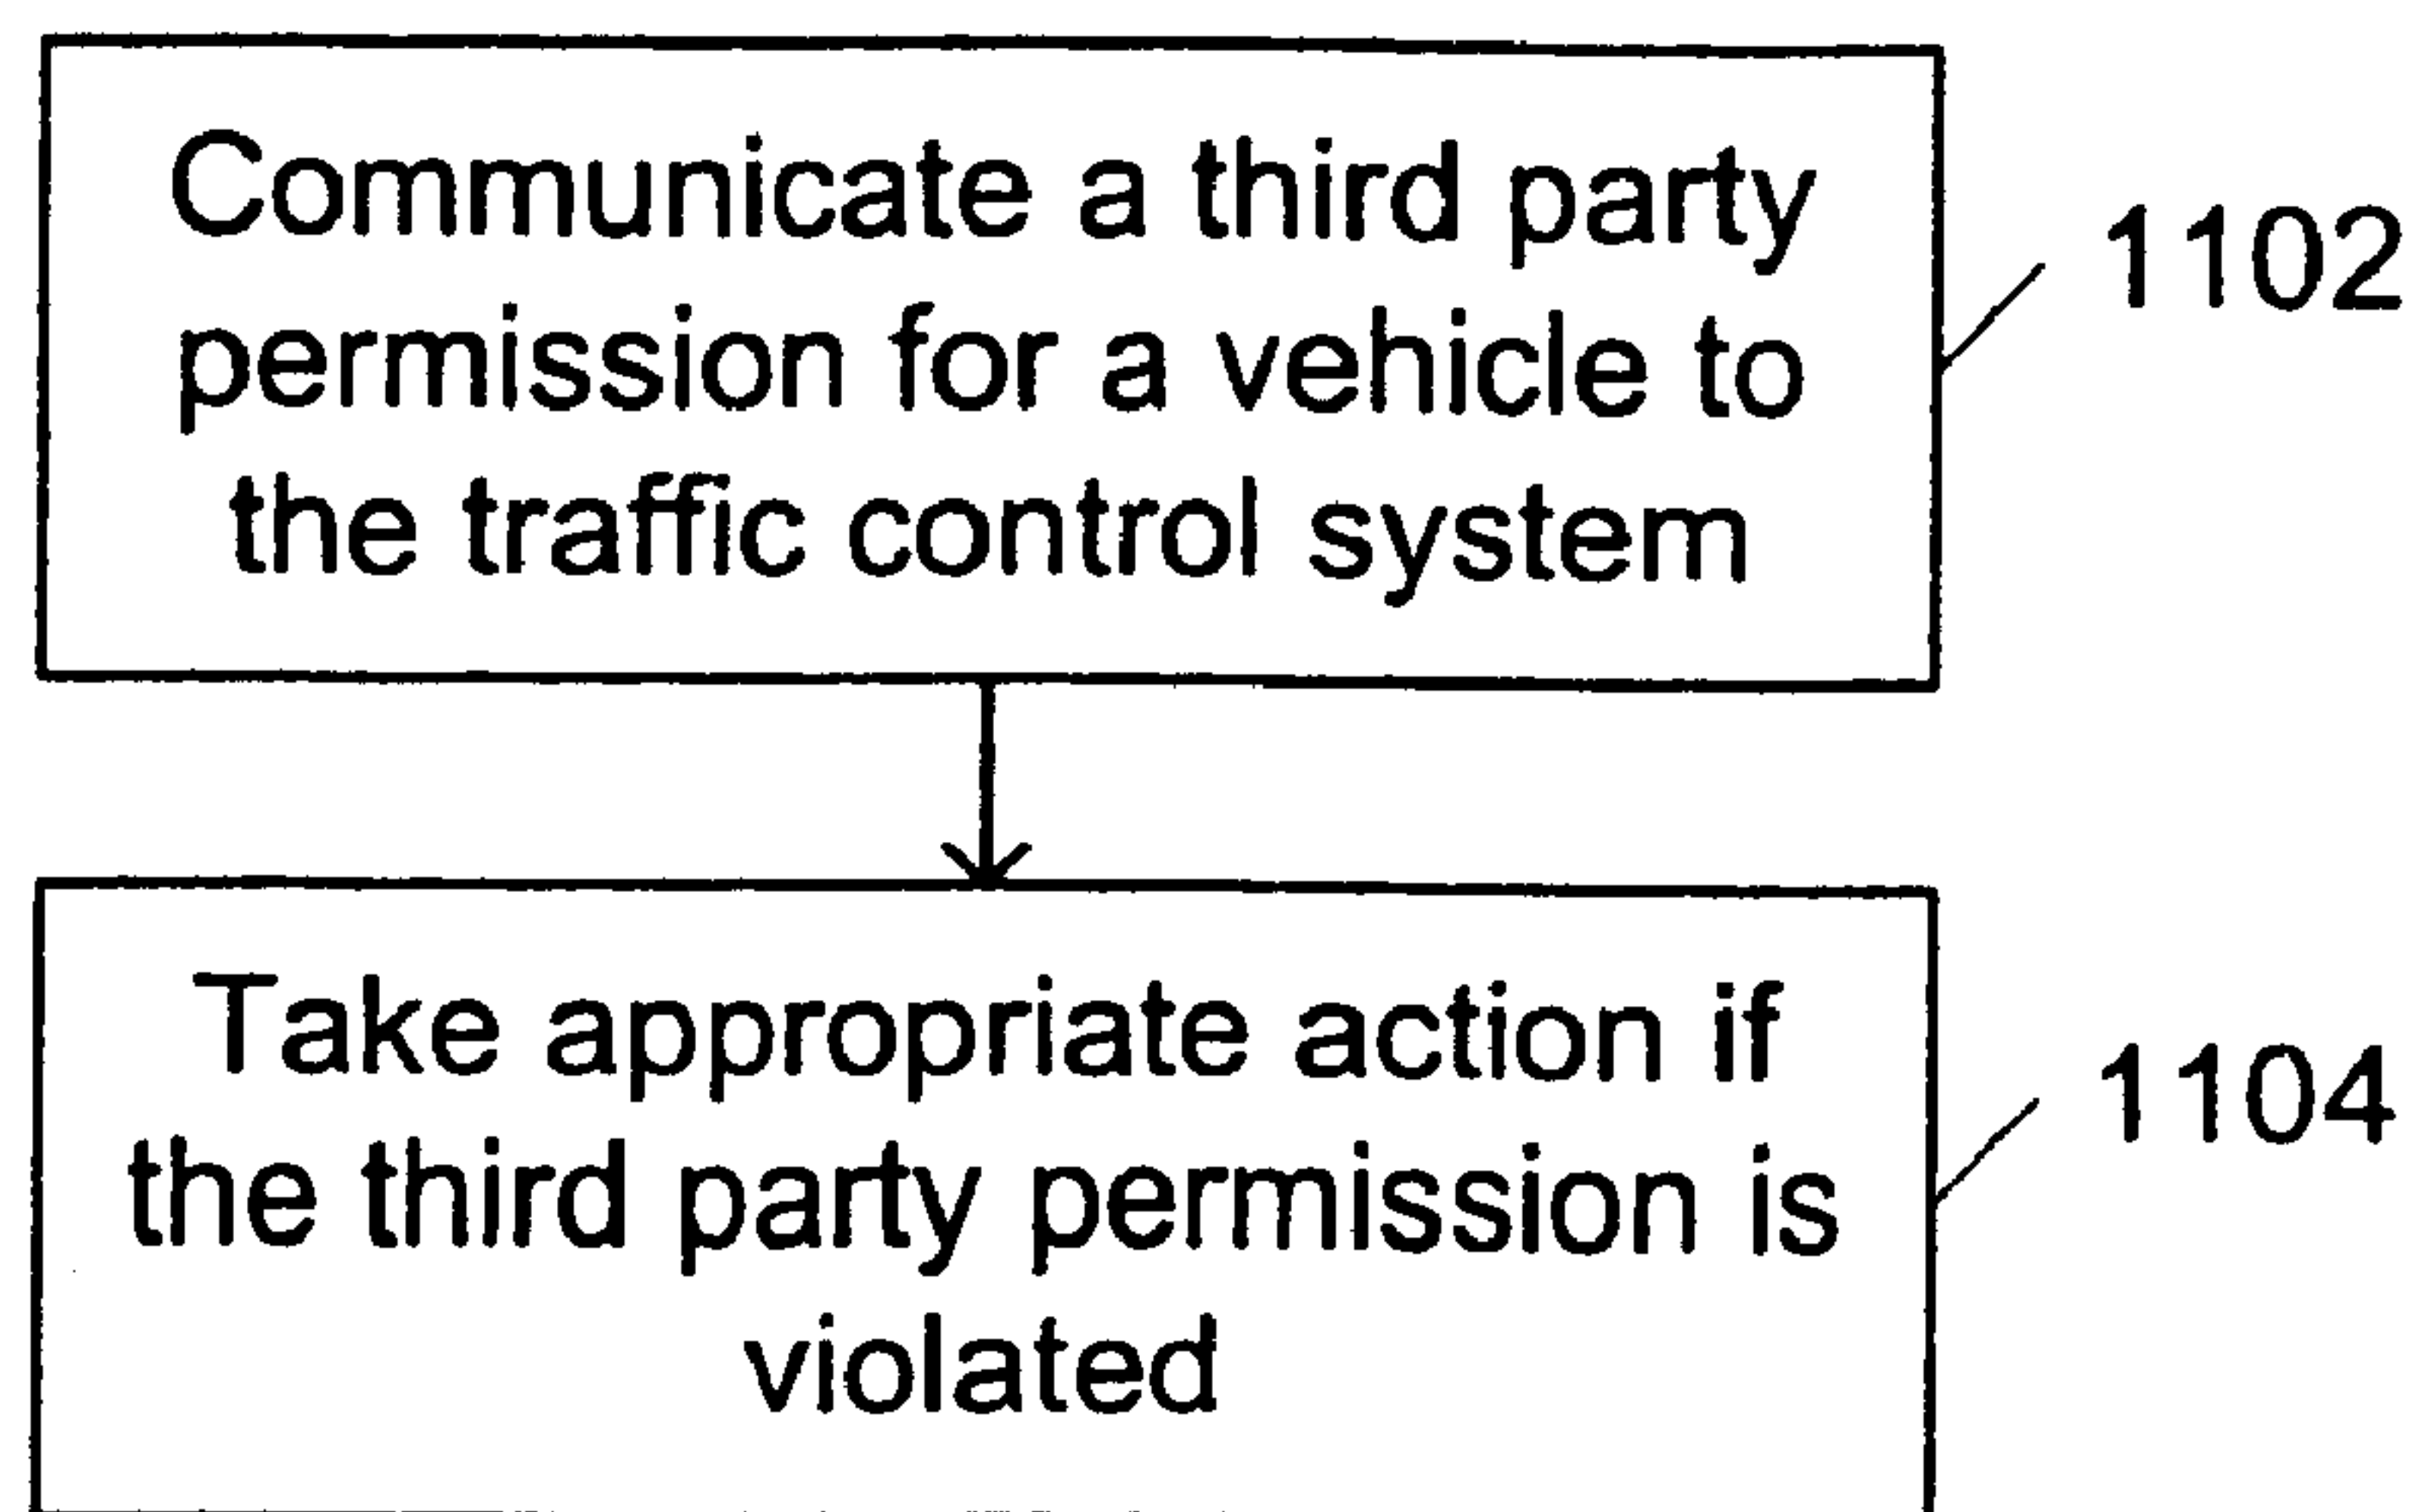 Communicate a third party
permission for a vehicle to
the traffic control system
1102
Take appropriate action if
the third party permission is
violated
1104